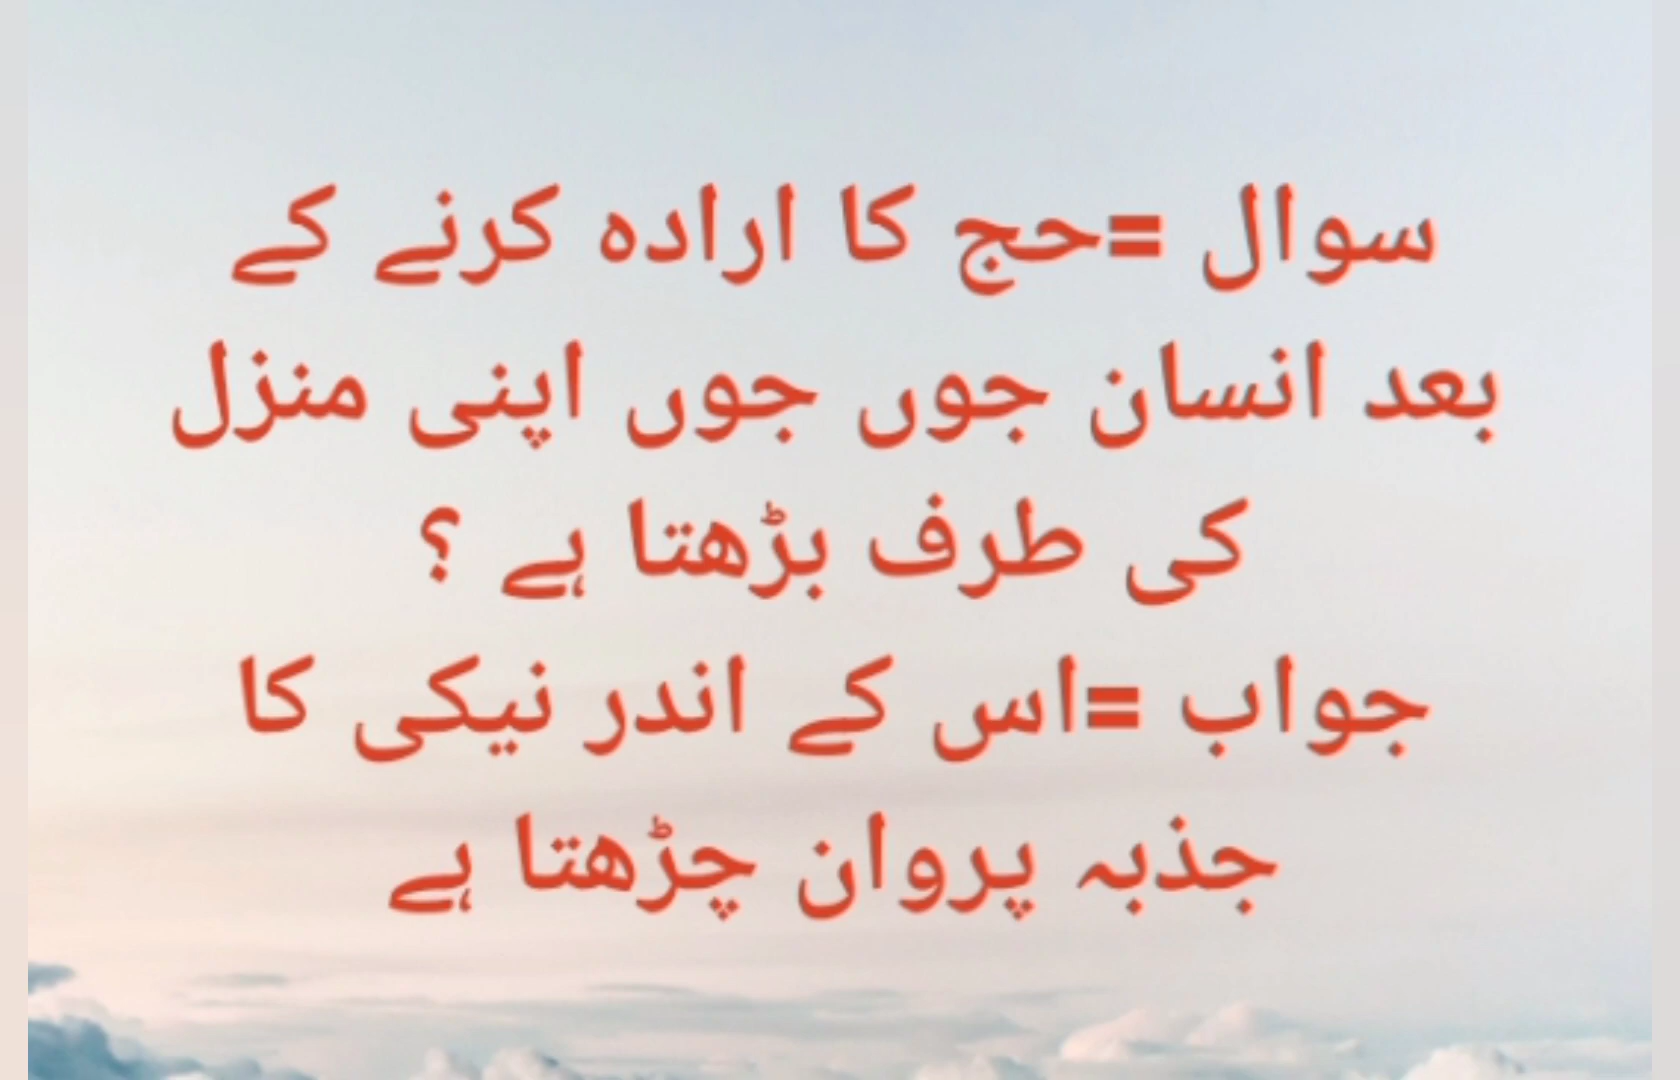 سوال =حج کا ارادہ کرنے کے
بعد انسان جوں جوں اپنی منزل
کی طرف بڑھتا ہے ؟
جواب =اس کے اندر نیکی کا
جذبہ پروان چڑھتا ہے